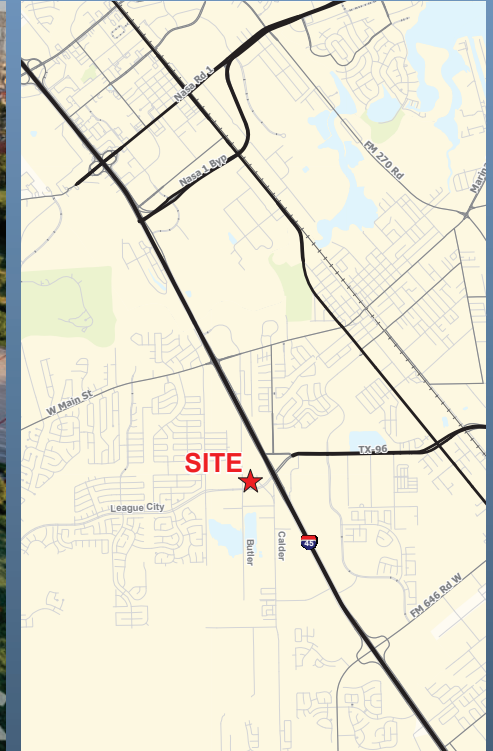 Nasa Rd 1
FM 270 Rd
Nasa 1 Byp
Marina
W Main St
TX-96
SITE
League City
Butler
Calder
45
FM 646 Rd W